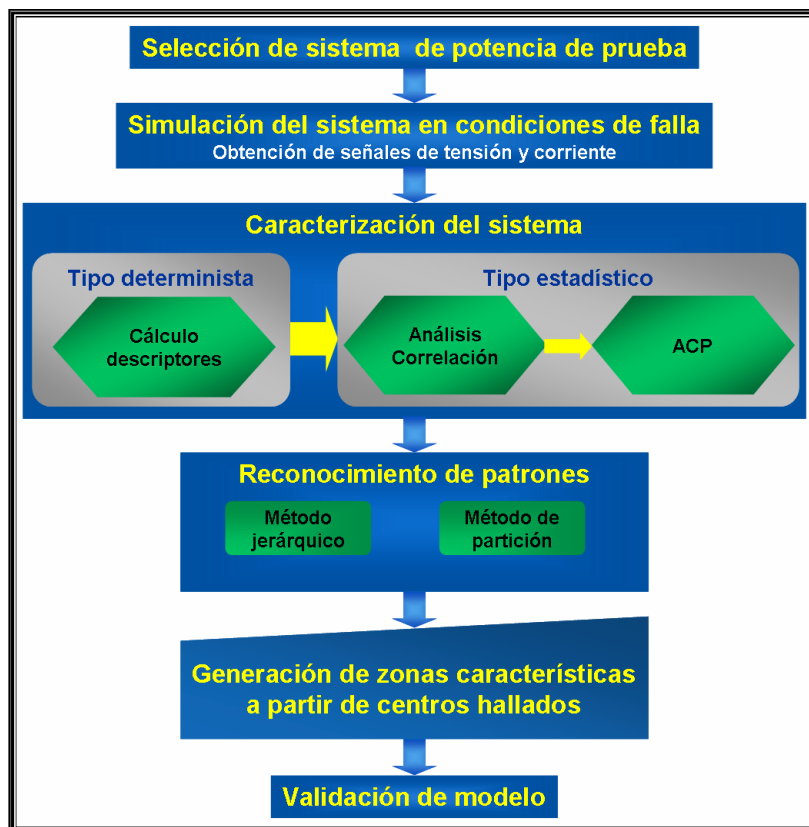 Selección de sistema de potencia de prueba
Simulación del sistema en condiciones de falla
Obtención de señales de tensión y corriente
Caracterización del sistema
Tipo determinista
Tipo estadístico
Cálculo
descriptores
Análisis
Correlación
ACP
Reconocimiento de patrones
Método
jerárquico
Método de
partición
Generación de zonas características
a partir de centros hallados
Validación de modelo